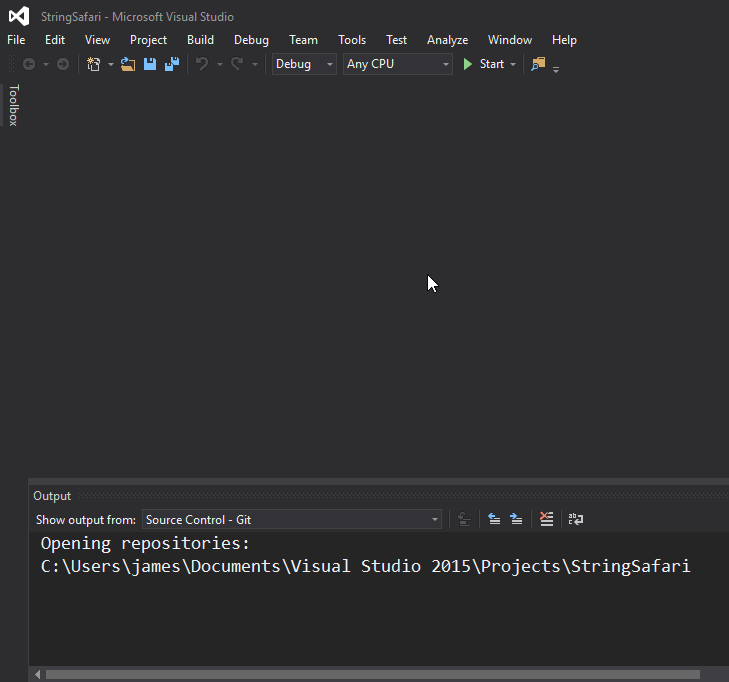 StringSafari - Microsoft Visual Studio
File Edit View Project Build Debug Team Tools Test Analyze Window Help
Debug Any CPU Start
Toolbox
Output
Show output from: Source Control - Git
Opening repositories:
C:\Users\james\Documents\Visual Studio 2015\Projects\StringSafari